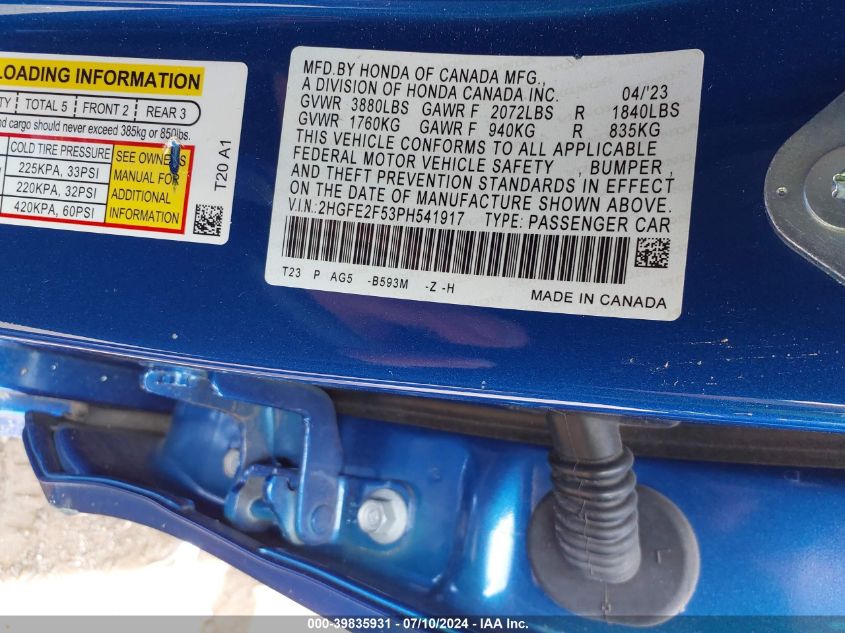 LOADING INFORMATION
TOTAL 5 FRONT 2 REAR 3
nd cargo should never exceed 385kg or 850lbs.
COLD TIRE PRESSURE
225KPA, 33PSI
220KPA, 32PSI
420KPA, 60PSI
SEE OWNERS
MANUAL FOR
ADDITIONAL
INFORMATION
T20 A1
MFD.BY HONDA OF CANADA MFG.,
A DIVISION OF HONDA CANADA INC. 04/'23
GVWR 3880LBS GAWR F 2072LBS R 1840LBS
GVWR 1760KG GAWR F 940KG R 835KG
THIS VEHICLE CONFORMS TO ALL APPLICABLE
FEDERAL MOTOR VEHICLE SAFETY , BUMPER ,
AND THEFT PREVENTION STANDARDS IN EFFECT
ON THE DATE OF MANUFACTURE SHOWN ABOVE.
V.I.N.:2HGFE2F53PH541917 TYPE: PASSENGER CAR
T23 P AG5 -B593M -Z -H
MADE IN CANADA
000-39835931 - 07/10/2024 - IAA Inc.